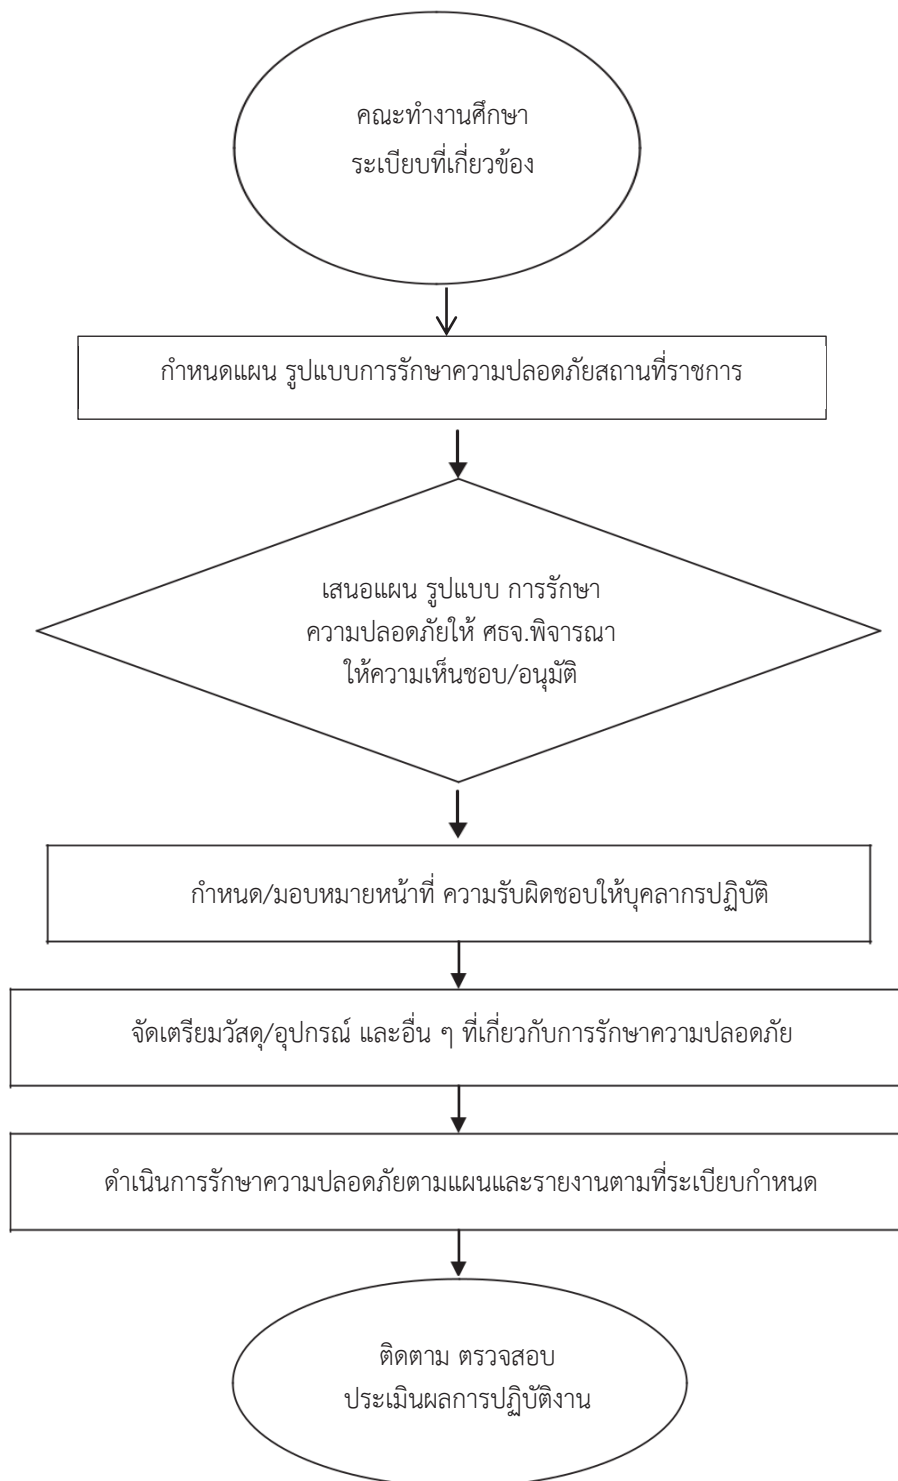 คณะทำงานศึกษา
ระเบียบที่เกี่ยวข้อง
กำหนดแผน รูปแบบการรักษาความปลอดภัยสถานที่ราชการ
เสนอแผน รูปแบบ การรักษา
ความปลอดภัยให้ ศธจ.พิจารณา
ให้ความเห็นชอบ/อนุมัติ
กำหนด/มอบหมายหน้าที่ ความรับผิดชอบให้บุคลากรปฏิบัติ
จัดเตรียมวัสดุ/อุปกรณ์ และอื่น ๆ ที่เกี่ยวกับการรักษาความปลอดภัย
ดำเนินการรักษาความปลอดภัยตามแผนและรายงานตามที่ระเบียบกำหนด
ติดตาม ตรวจสอบ
ประเมินผลการปฏิบัติงาน